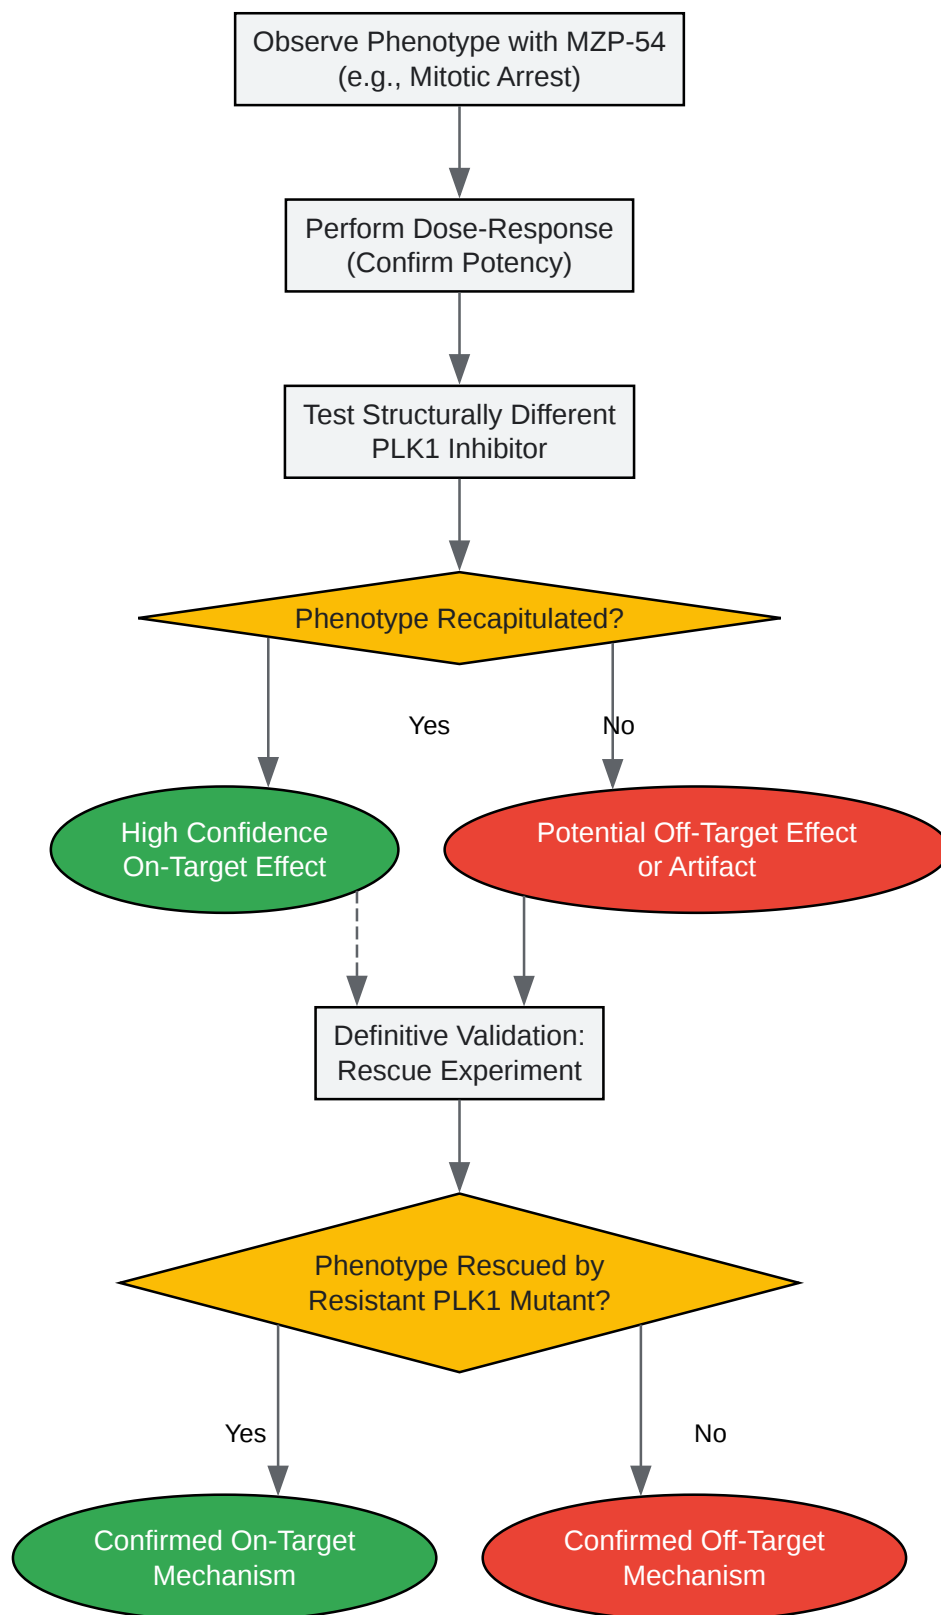 Observe Phenotype with MZP-54
(e.g., Mitotic Arrest)
Perform Dose-Response
(Confirm Potency)
Test Structurally Different
PLK1 Inhibitor
Phenotype Recapitulated?
Yes
No
High Confidence
On-Target Effect
Potential Off-Target Effect
or Artifact
Definitive Validation:
Rescue Experiment
Phenotype Rescued by
Resistant PLK1 Mutant?
Yes
No
Confirmed On-Target
Mechanism
Confirmed Off-Target
Mechanism